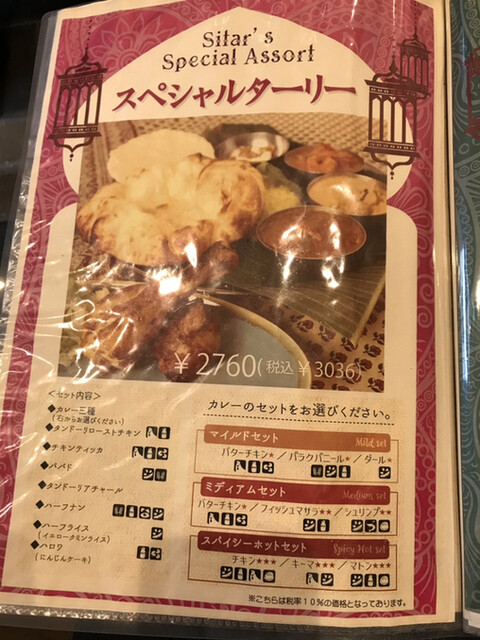 Sitar's
Special Assort
スペシャルターリー
¥2760(税込¥3036)
<セット内容>
◆カレー三種
(右からお選びください)
◆タンドーリローストチキン
◆チキンティッカ
◆パパド
◆タンドーリアチャール
◆ハーフナン
◆ハーフライス
(イエロークミンライス)
◆ハロワ
(にんじんケーキ)
カレーのセットをお選びください。
マイルドセット Mild set
バターチキン★ / パラクパニール★ / ダール★
ミディアムセット Medium set
バターチキン★ / フィッシュマサラ★★ / シュリンプ★★
スパイシーホットセット Spicy Hot set
チキン★★★ / キーマ★★★ / マトン★★★
※こちらは税率10%の価格となっております。